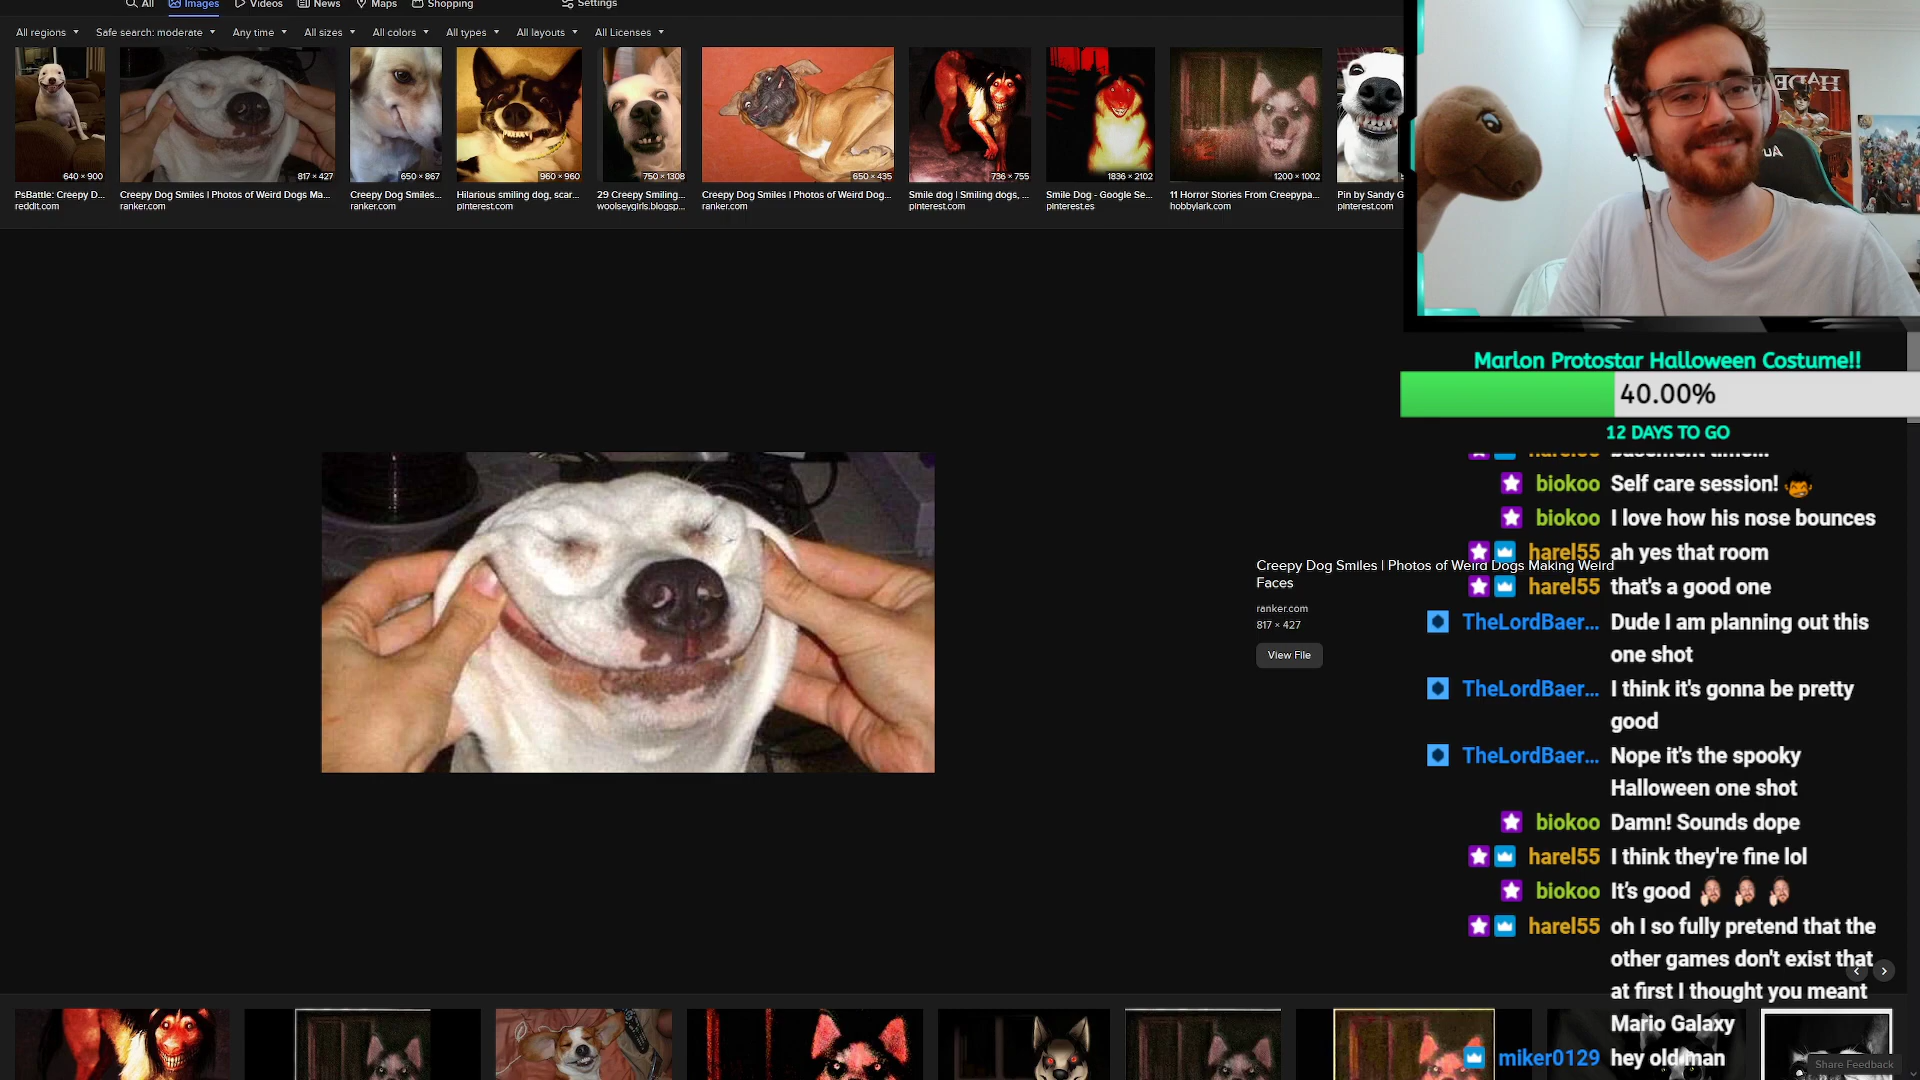 All Images Videos News Maps Shopping Settings
All regions Safe search: moderate Any time All sizes All colors All types All layouts All Licenses
640 × 900
817 × 427
650 × 867
960 × 960
750 × 1308
650 × 435
736 × 755
1836 × 2102
1200 × 1002
PsBattle: Creepy D...
reddit.com
Creepy Dog Smiles | Photos of Weird Dogs Ma...
ranker.com
Creepy Dog Smiles...
ranker.com
Hilarious smiling dog, scar...
pinterest.com
29 Creepy Smiling...
woolseygirls.blogsp...
Creepy Dog Smiles | Photos of Weird Dog...
ranker.com
Smile dog | Smiling dogs, ...
pinterest.com
Smile Dog - Google Se...
pinterest.es
11 Horror Stories From Creepypa...
hobbylark.com
Pin by Sandy G
pinterest.com
HADE
Marlon Protostar Halloween Costume!!
40.00%
12 DAYS TO GO
harel55 basement time...
biokoo Self care session!
biokoo I love how his nose bounces
harel55 ah yes that room
harel55 that's a good one
TheLordBaer... Dude I am planning out this
one shot
TheLordBaer... I think it's gonna be pretty
good
TheLordBaer... Nope it's the spooky
Halloween one shot
biokoo Damn! Sounds dope
harel55 I think they're fine lol
biokoo It's good
harel55 oh I so fully pretend that the
other games don't exist that
at first I thought you meant
Mario Galaxy
miker0129 hey old man
Creepy Dog Smiles | Photos of Weird Dogs Making Weird
Faces
ranker.com
817 × 427
View File
Share Feedback